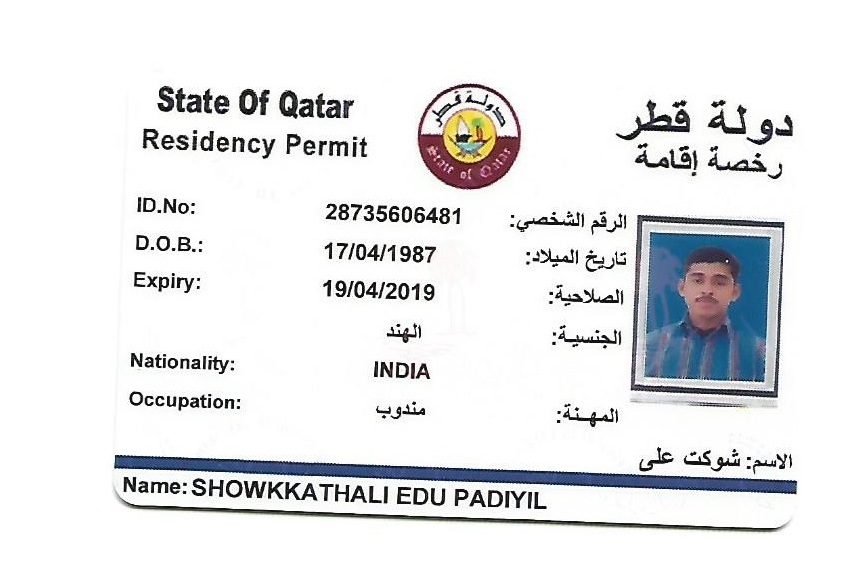 State Of Qatar
دولة قطر
Residency Permit
رخصة إقامة
دولة قطر
State of Qatar
ID.No: 28735606481 الرقم الشخصي:
D.O.B.: 17/04/1987 تاريخ الميلاد:
Expiry: 19/04/2019 الصلاحية:
الهند الجنسية:
Nationality: INDIA
Occupation: مندوب المهنة:
الاسم: شوكت على
Name: SHOWKKATHALI EDU PADIYIL